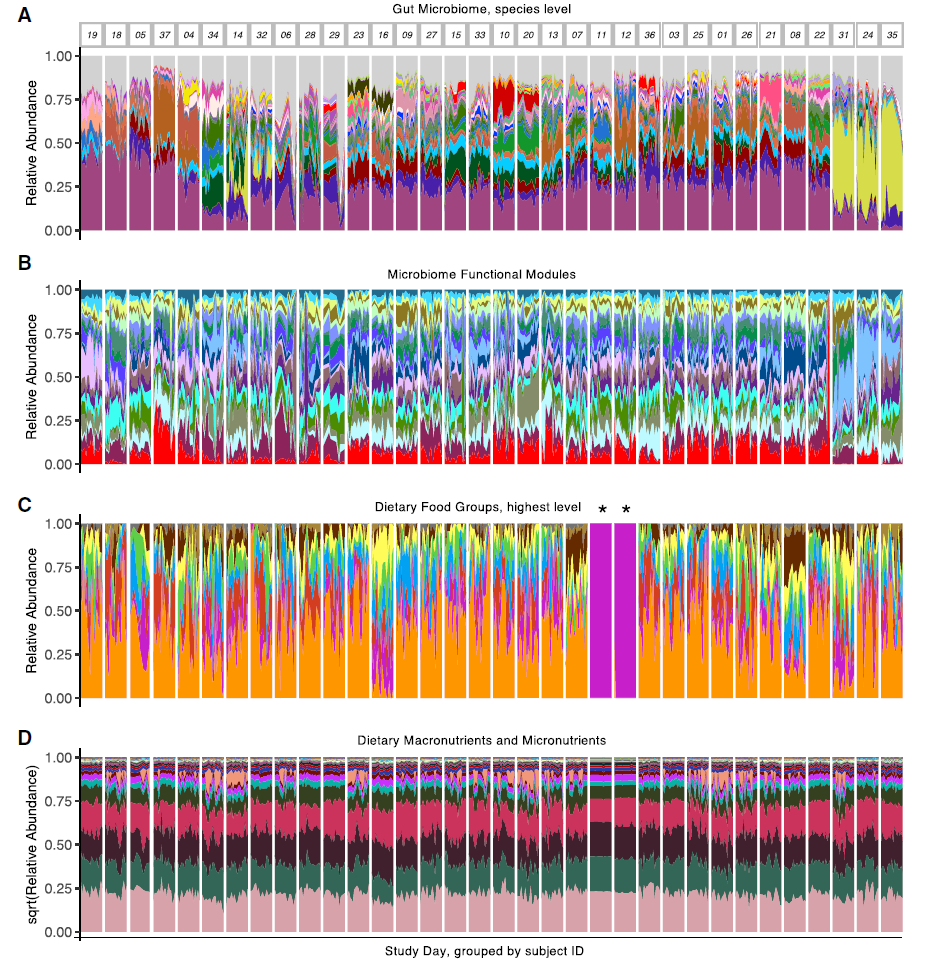 A
Gut Microbiome, species level
19 18 05 37 04 34 14 32 06 28 29 23 16 09 27 15 33 10 20 13 07 11 12 36 03 25 01 26 21 08 22 31 24 35
1.00
0.75
0.50
0.25
0.00
Relative Abundance
B
Microbiome Functional Modules
1.00
0.75
0.50
0.25
0.00
Relative Abundance
C
Dietary Food Groups, highest level * *
1.00
0.75
0.50
0.25
0.00
Relative Abundance
D
Dietary Macronutrients and Micronutrients
1.00
0.75
0.50
0.25
0.00
sqrt(Relative Abundance)
Study Day, grouped by subject ID